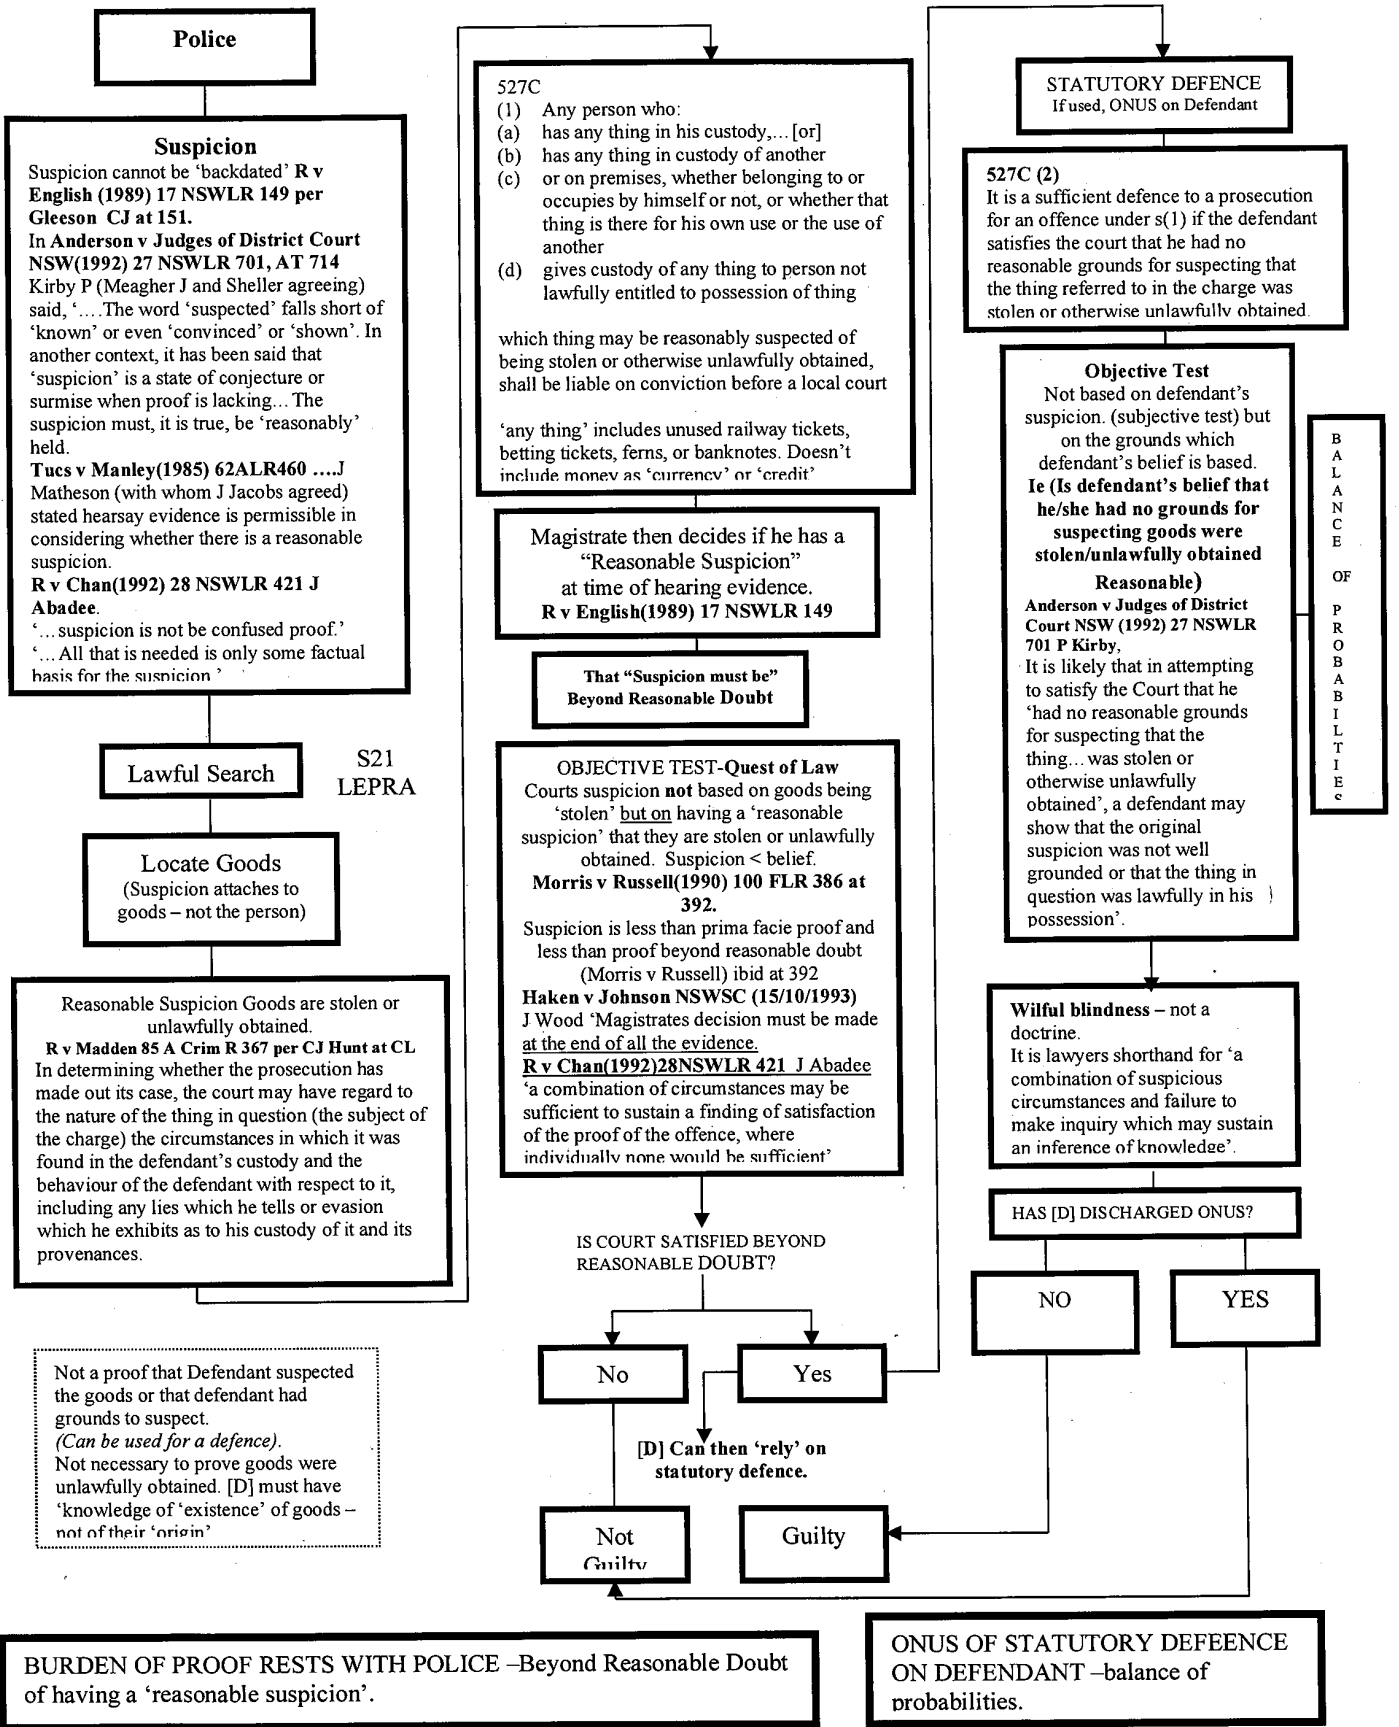 Police
Suspicion
Suspicion cannot be ‘backdated’ R v
English (1989) 17 NSWLR 149 per
Gleeson CJ at 151.
In Anderson v Judges of District Court
NSW(1992) 27 NSWLR 701, AT 714
Kirby P (Meagher J and Sheller agreeing)
said, ‘….The word ‘suspected’ falls short of
‘known’ or even ‘convinced’ or ‘shown’. In
another context, it has been said that
‘suspicion’ is a state of conjecture or
surmise when proof is lacking… The
suspicion must, it is true, be ‘reasonably’
held.
Tucs v Manley(1985) 62ALR460 ….J
Matheson (with whom J Jacobs agreed)
stated hearsay evidence is permissible in
considering whether there is a reasonable
suspicion.
R v Chan(1992) 28 NSWLR 421 J
Abadee.
‘…suspicion is not be confused proof.’
‘…All that is needed is only some factual
basis for the suspicion.’
Lawful Search
S21
LEPRA
Locate Goods
(Suspicion attaches to
goods – not the person)
Reasonable Suspicion Goods are stolen or
unlawfully obtained.
R v Madden 85 A Crim R 367 per CJ Hunt at CL
In determining whether the prosecution has
made out its case, the court may have regard to
the nature of the thing in question (the subject of
the charge) the circumstances in which it was
found in the defendant’s custody and the
behaviour of the defendant with respect to it,
including any lies which he tells or evasion
which he exhibits as to his custody of it and its
provenances.
Not a proof that Defendant suspected
the goods or that defendant had
grounds to suspect.
(Can be used for a defence).
Not necessary to prove goods were
unlawfully obtained. [D] must have
‘knowledge of ‘existence’ of goods –
not of their ‘origin’
527C
(1) Any person who:
(a) has any thing in his custody,… [or]
(b) has any thing in custody of another
(c) or on premises, whether belonging to or
occupies by himself or not, or whether that
thing is there for his own use or the use of
another
(d) gives custody of any thing to person not
lawfully entitled to possession of thing
which thing may be reasonably suspected of
being stolen or otherwise unlawfully obtained,
shall be liable on conviction before a local court
‘any thing’ includes unused railway tickets,
betting tickets, ferns, or banknotes. Doesn’t
include money as ‘currency’ or ‘credit’
Magistrate then decides if he has a
“Reasonable Suspicion”
at time of hearing evidence.
R v English(1989) 17 NSWLR 149
That “Suspicion must be”
Beyond Reasonable Doubt
OBJECTIVE TEST-Quest of Law
Courts suspicion not based on goods being
‘stolen’ but on having a ‘reasonable
suspicion’ that they are stolen or unlawfully
obtained. Suspicion < belief.
Morris v Russell(1990) 100 FLR 386 at
392.
Suspicion is less than prima facie proof and
less than proof beyond reasonable doubt
(Morris v Russell) ibid at 392
Haken v Johnson NSWSC (15/10/1993)
J Wood ‘Magistrates decision must be made
at the end of all the evidence.
R v Chan(1992)28NSWLR 421 J Abadee
‘a combination of circumstances may be
sufficient to sustain a finding of satisfaction
of the proof of the offence, where
individually none would be sufficient’
IS COURT SATISFIED BEYOND
REASONABLE DOUBT?
No
Yes
[D] Can then ‘rely’ on
statutory defence.
Not
Guilty
Guilty
STATUTORY DEFENCE
If used, ONUS on Defendant
527C (2)
It is a sufficient defence to a prosecution
for an offence under s(1) if the defendant
satisfies the court that he had no
reasonable grounds for suspecting that
the thing referred to in the charge was
stolen or otherwise unlawfully obtained.
Objective Test
Not based on defendant’s
suspicion. (subjective test) but
on the grounds which
defendant’s belief is based.
Ie (Is defendant’s belief that
he/she had no grounds for
suspecting goods were
stolen/unlawfully obtained
Reasonable)
Anderson v Judges of District
Court NSW (1992) 27 NSWLR
701 P Kirby,
It is likely that in attempting
to satisfy the Court that he
‘had no reasonable grounds
for suspecting that the
thing…was stolen or
otherwise unlawfully
obtained’, a defendant may
show that the original
suspicion was not well
grounded or that the thing in
question was lawfully in his
possession’.
BALANCE
OF
PROBABILTIES
Wilful blindness – not a
doctrine.
It is lawyers shorthand for ‘a
combination of suspicious
circumstances and failure to
make inquiry which may sustain
an inference of knowledge’.
HAS [D] DISCHARGED ONUS?
NO
YES
BURDEN OF PROOF RESTS WITH POLICE –Beyond Reasonable Doubt
of having a ‘reasonable suspicion’.
ONUS OF STATUTORY DEFEENCE
ON DEFENDANT –balance of
probabilities.